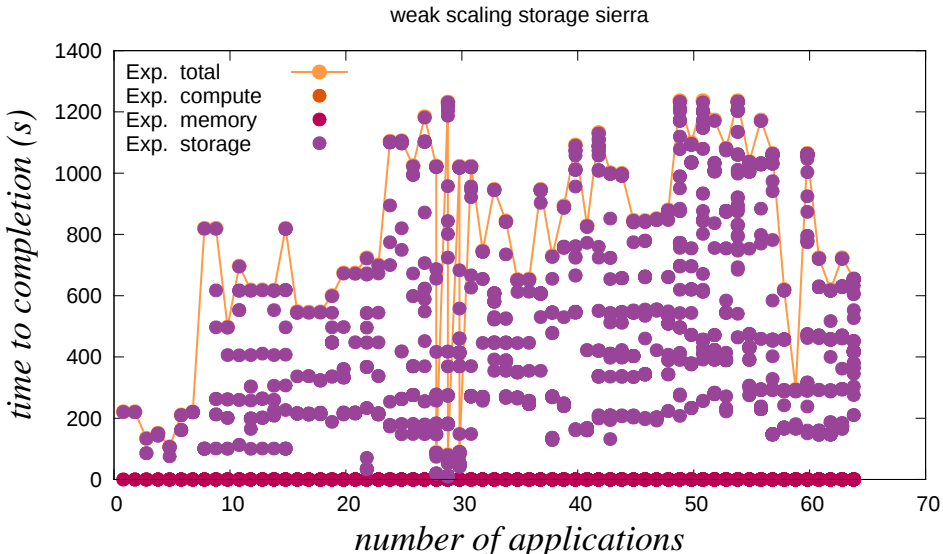 weak scaling storage sierra
1400
1200
1000
800
600
400
200
0
time to completion (s)
Exp. total
Exp. compute
Exp. memory
Exp. storage
0 10 20 30 40 50 60 70
number of applications